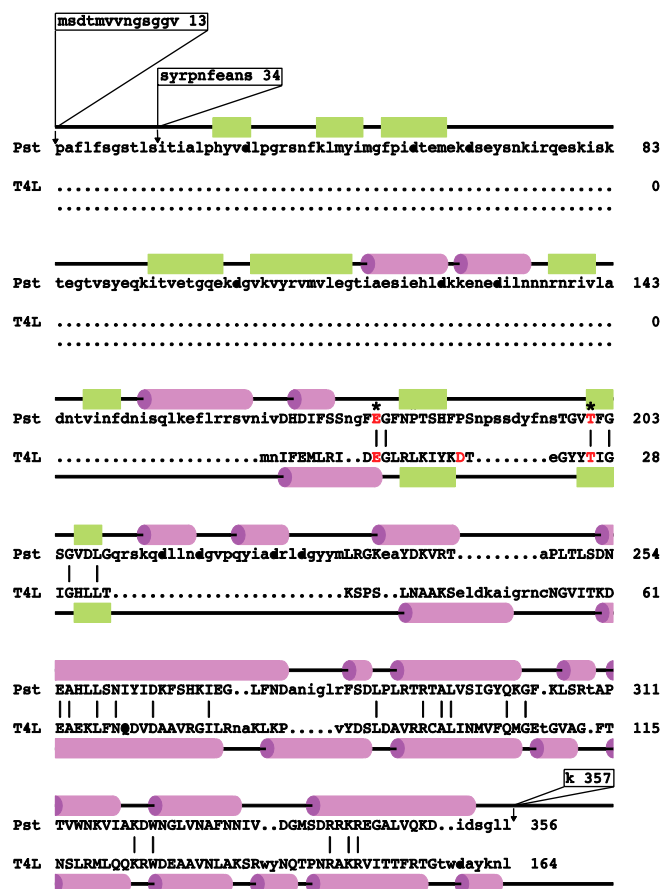 msdtmvvngsggv 13
syrpnfeans 34
Pst paflfsgstlsitialphyvdlpgrsnfklmyimgfpidtemekdseysnkirqeskisk 83
T4L ............................................................ 0
............................................................
tegtvsyeqkitvetgqekdgvkvyrvmvlegtiaesiehldkkenedilnnnrnrivla 143
Pst
T4L ............................................................ 0
............................................................
* *
Pst dntvinfdnisqlkeflrrsvnivDHDIFSSngFEGFNPTSHFPSnpssdyfnsTGVTFG 203
T4L ......................mnIFEMLRI..DEGLRLKIYKDT........eGYYTIG 28
Pst SGVDLGqrskqdllndgvpqyiadrldgyymLRGKeaYDKVRT.........aPLTLSDN 254
T4L IGHLLT.........................KSPS..LNAAKSeldkaigrncNGVITKD 61
Pst EAHLLSNIYIDKFSHKIEG..LFNDaniglrFSDLPLRTRTALVSIGYQKGF.KLSRtAP 311
T4L EAEKLFNQDVDAAVRGILRnaKLKP.....vYDSLDAVRRCALINMVFQMGEtGVAG.FT 115
k 357
Pst TVWNKVIAKDWNGLVNAFNNIV..DGMSDRRKREGALVQKD..idsgll 356
T4L NSLRMLQQKRWDEAAVNLAKSRwyNQTPNRAKRVITTFRTGtwdayknl 164